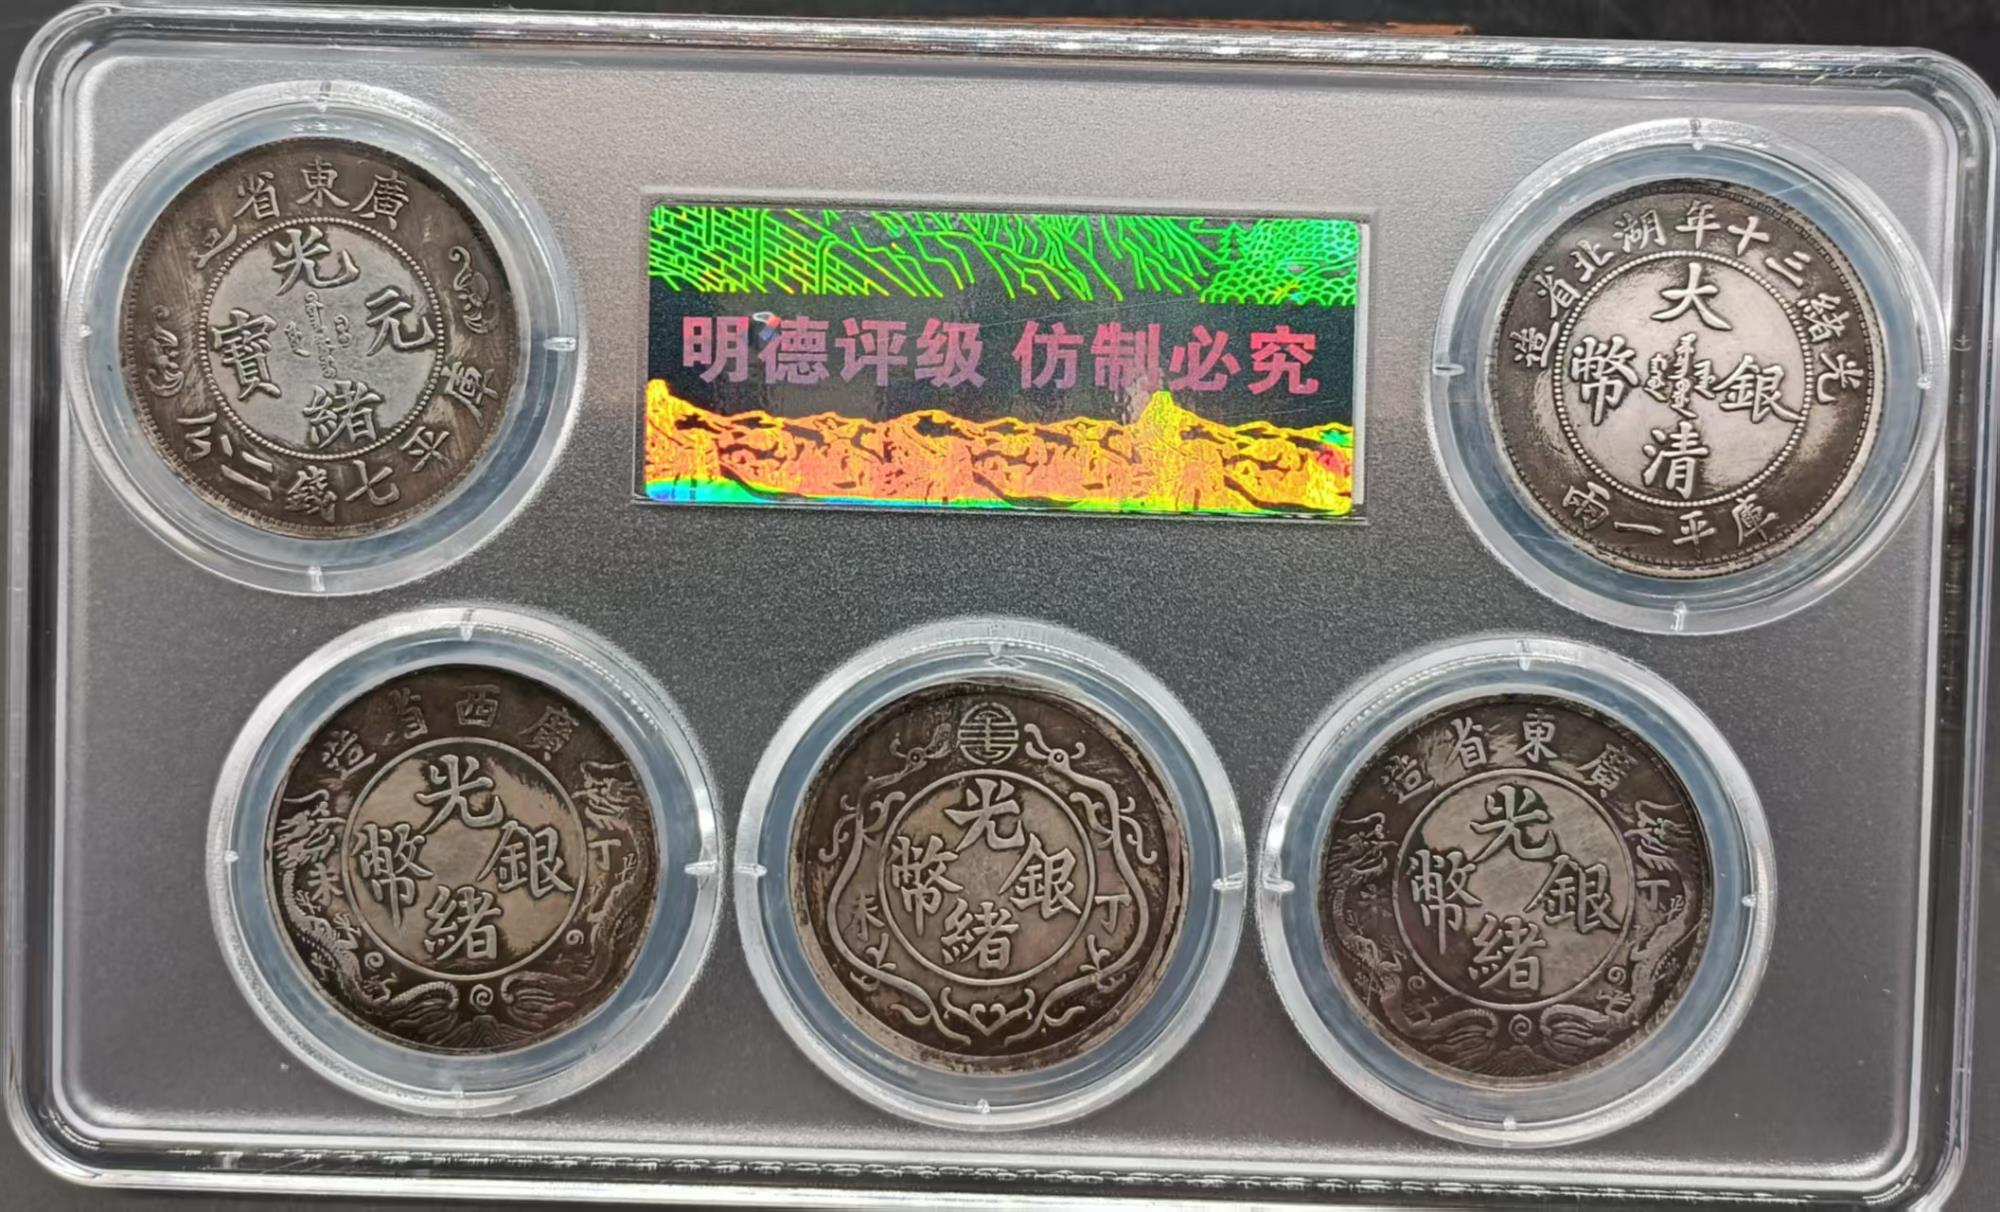 廣東省
光緒元寶
庫平七錢二分
明德评级 仿制必究
光緒三十年湖北省造
大清銀幣
庫平一兩
廣西省造
光緒銀幣
丁未
光緒銀幣
丁未
廣東省造
光緒銀幣
丁